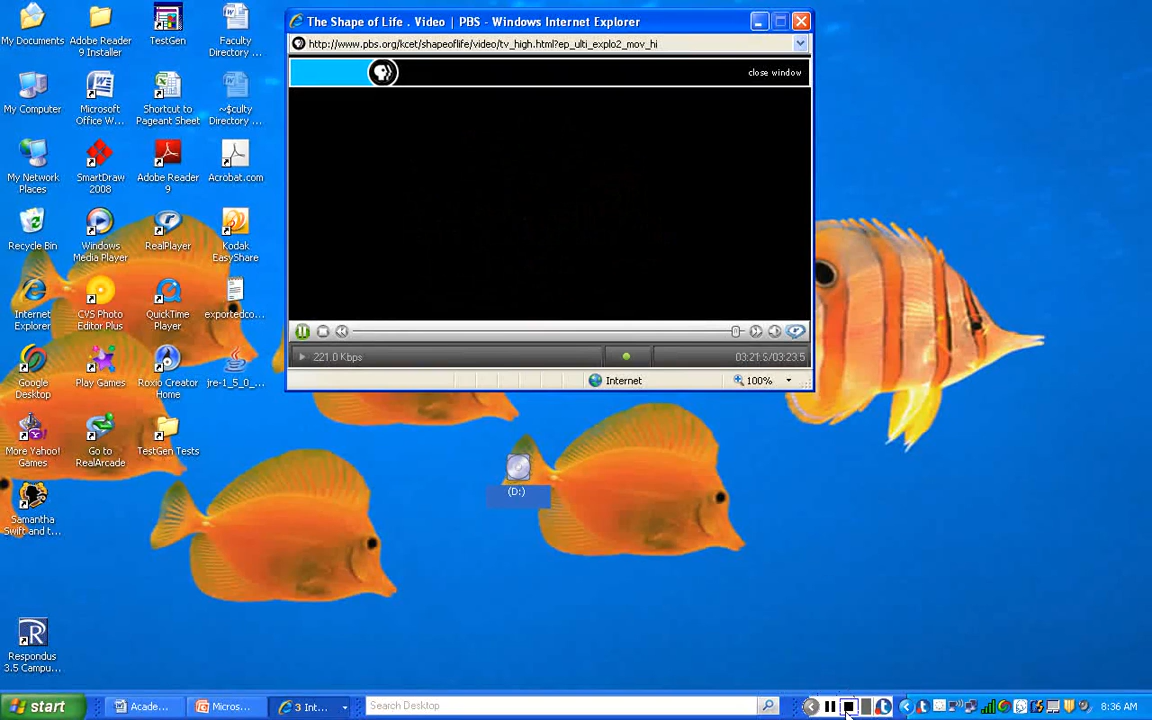 The Shape of Life . Video | PBS - Windows Internet Explorer
http://www.pbs.org/kcet/shapeoflife/video/tv_high.html?ep_ulti_explo2_mov_hi
close window
221.0 Kbps
03:21.8/03:23.5
Internet
100%
My Documents
Adobe Reader
9 Installer
TestGen
Faculty
Directory ...
My Computer
Microsoft
Office W...
Shortcut to
Pageant Sheet
~$culty
Directory ...
My Network
Places
SmartDraw
2008
Adobe Reader
9
Acrobat.com
Recycle Bin
Windows
Media Player
RealPlayer
Kodak
EasyShare
Internet
Explorer
CVS Photo
Editor Plus
QuickTime
Player
exportedco...
Google
Desktop
Play Games
Roxio Creator
Home
jre-1_5_0_...
More Yahoo!
Games
Go to
RealArcade
TestGen Tests
Samantha
Swift and t...
(D:)
Respondus
3.5 Campu...
start
Acade...
Micros...
3 Int...
Search Desktop
8:36 AM